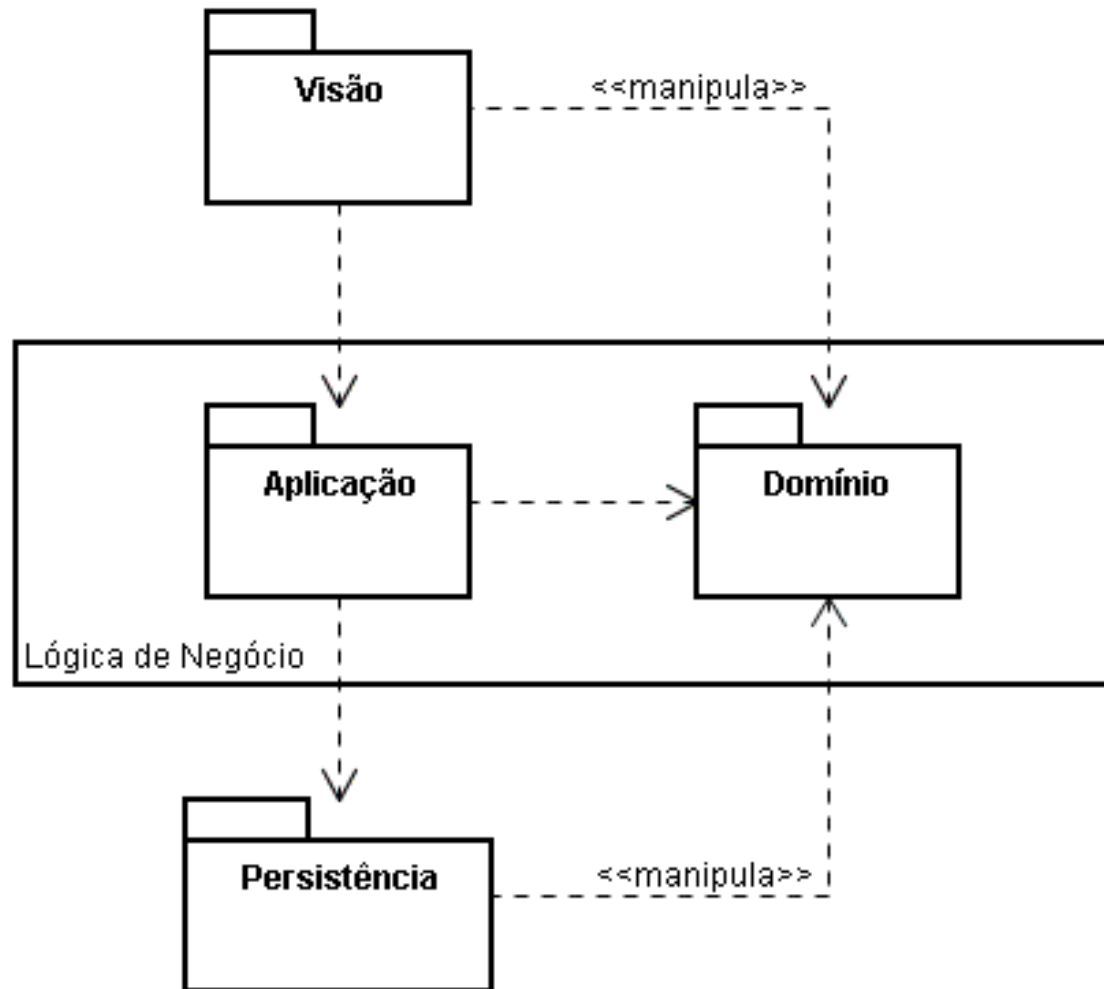 Visão
<<manipula>>
Aplicação
Domínio
Lógica de Negócio
Persistência
<<manipula>>